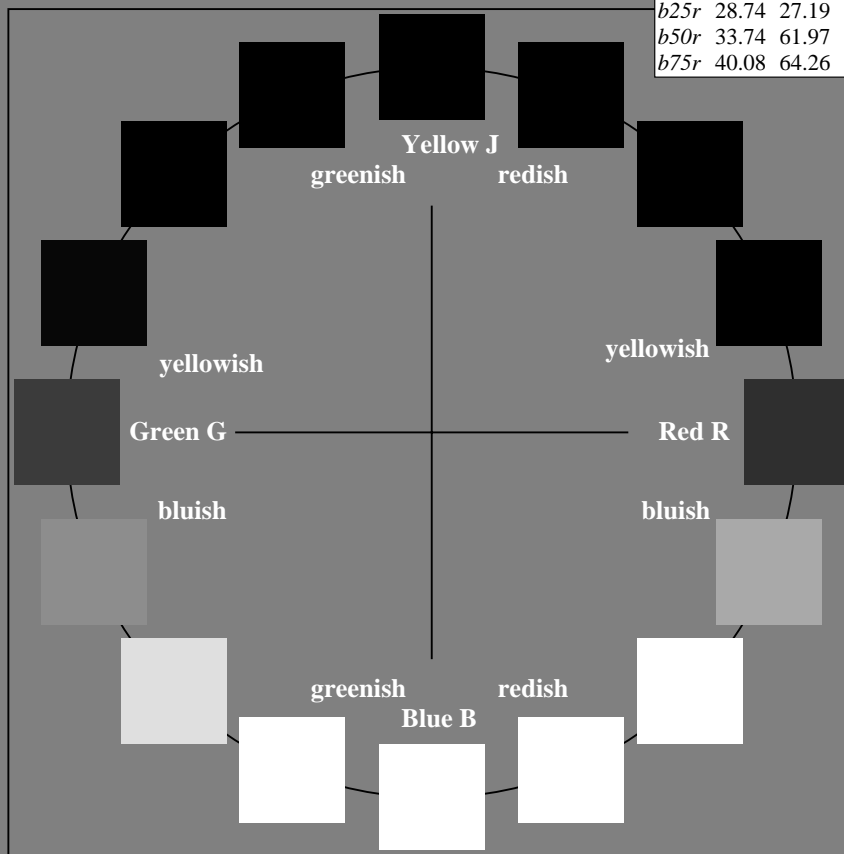 b25r 28.74 27.19
b50r 33.74 61.97
b75r 40.08 64.26
Yellow J
greenish redish
yellowish yellowish
Green G Red R
bluish bluish
greenish redish
Blue B